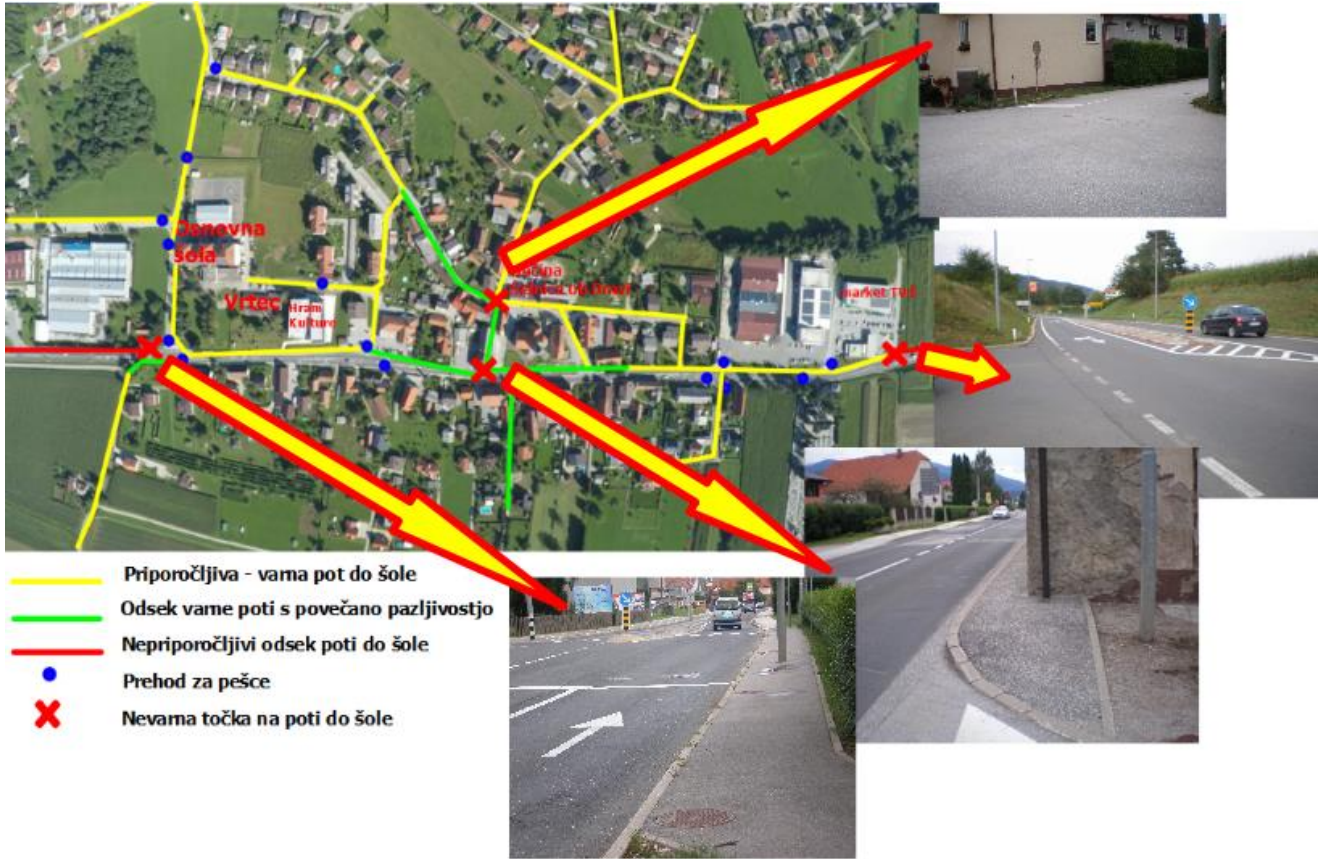 Osnovna
šola
Vrtec
Hram
Kulture
market TUŠ
Priporočljiva - varna pot do šole
Odsek varne poti s povečano pazljivostjo
Nepriporočljivi odsek poti do šole
Prehod za pešce
Nevarna točka na poti do šole